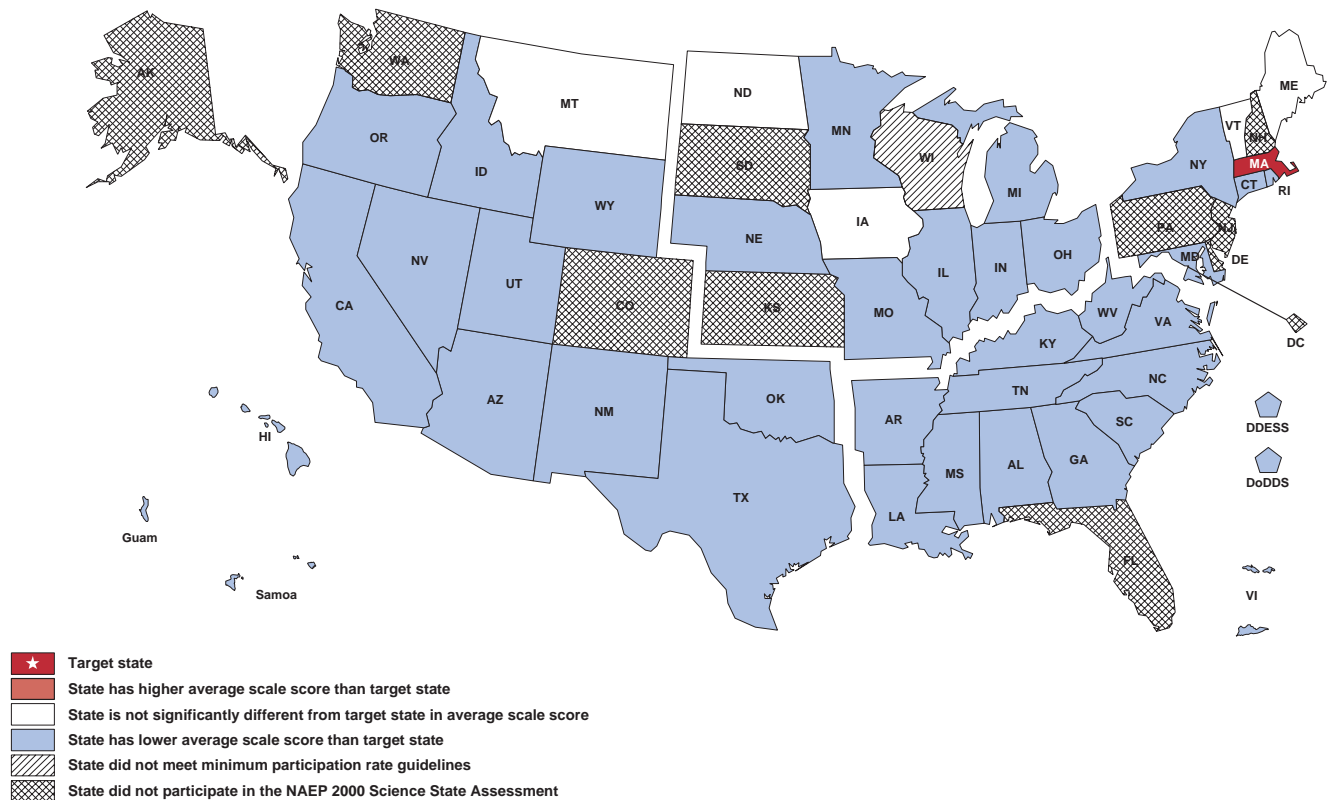 AK
WA
MT
ND
MN
ME
VT
NH
OR
ID
SD
WI
NY
MA
CT
RI
WY
MI
IA
PA
NJ
NE
NV
UT
IL
IN
OH
MD
DE
CA
CO
KS
MO
WV
VA
DC
KY
AZ
NM
OK
AR
TN
NC
SC
DDESS
HI
TX
LA
MS
AL
GA
DoDDS
Guam
FL
Samoa
VI
Target state
State has higher average scale score than target state
State is not significantly different from target state in average scale score
State has lower average scale score than target state
State did not meet minimum participation rate guidelines
State did not participate in the NAEP 2000 Science State Assessment